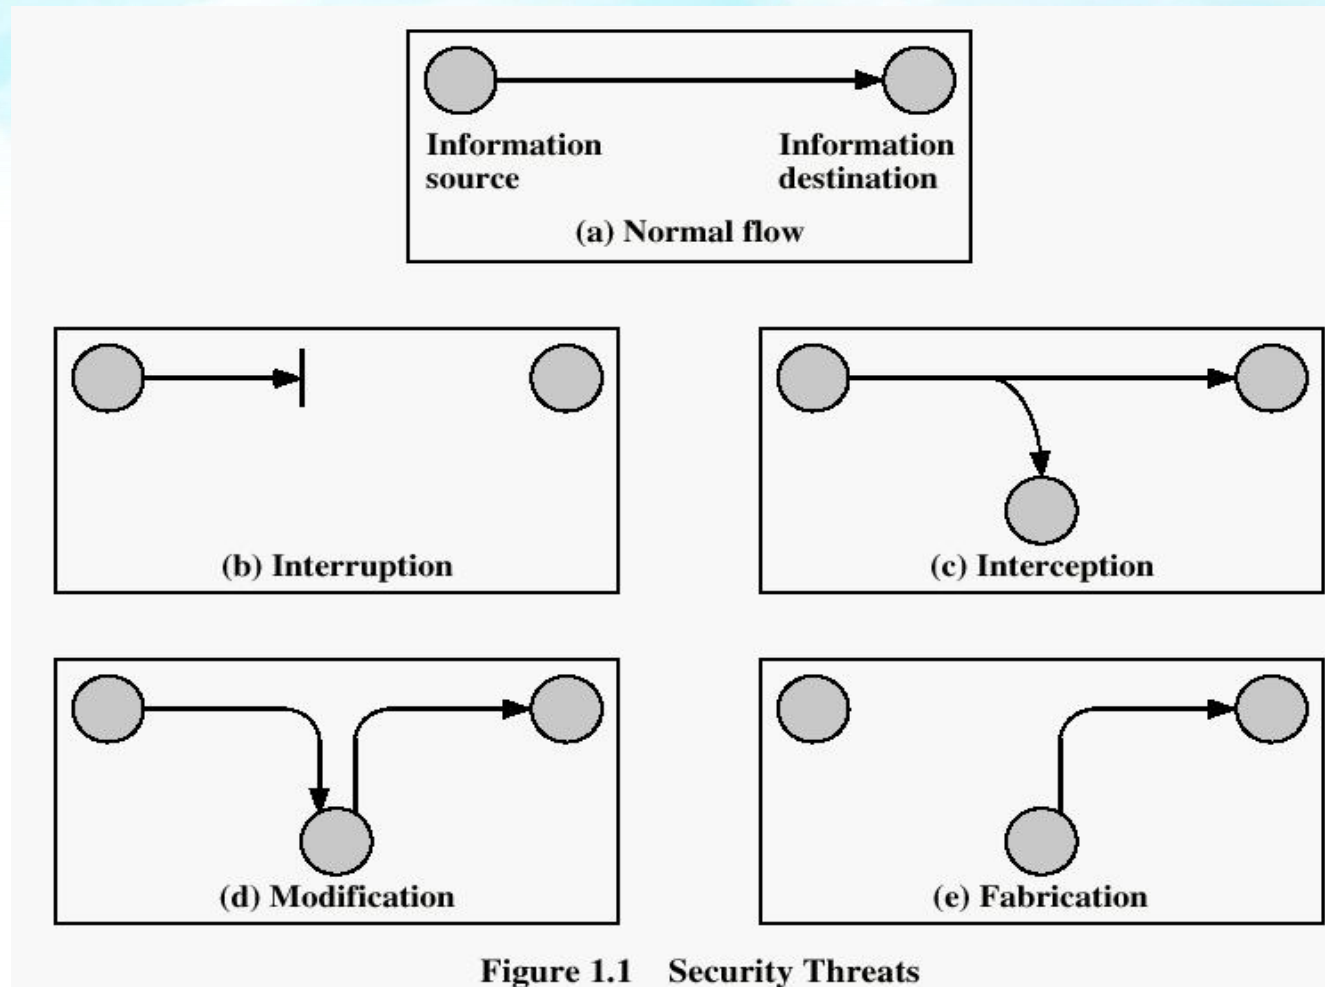 Information
source
Information
destination
(a) Normal flow
(b) Interruption
(c) Interception
(d) Modification
(e) Fabrication
Figure 1.1 Security Threats